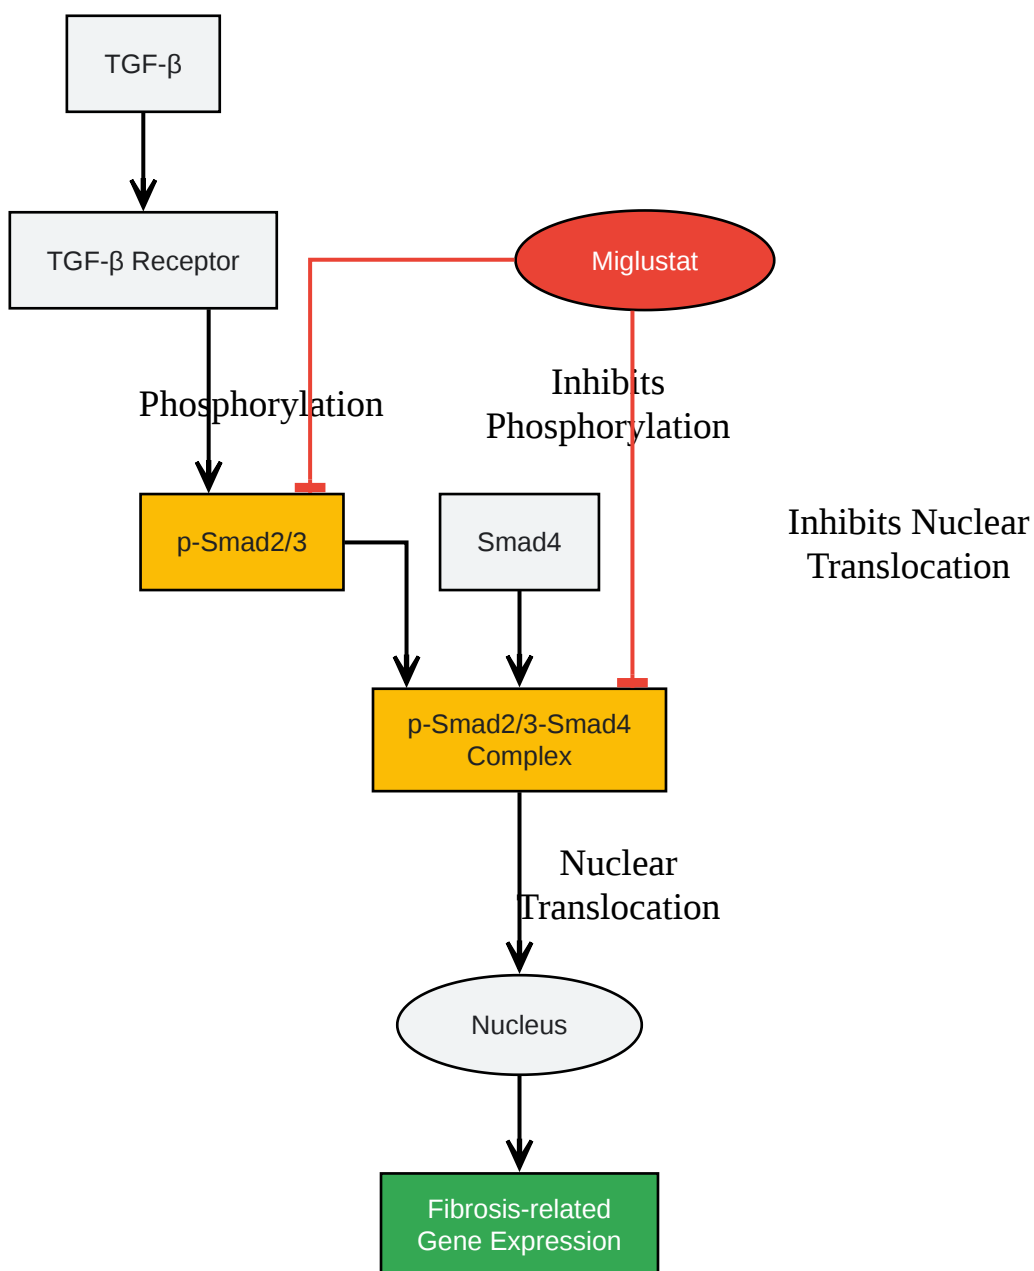 TGF-β
TGF-β Receptor
Miglustat
Phosphorylation
Inhibits
Phosphorylation
Inhibits Nuclear
Translocation
p-Smad2/3
Smad4
p-Smad2/3-Smad4
Complex
Nuclear
Translocation
Nucleus
Fibrosis-related
Gene Expression